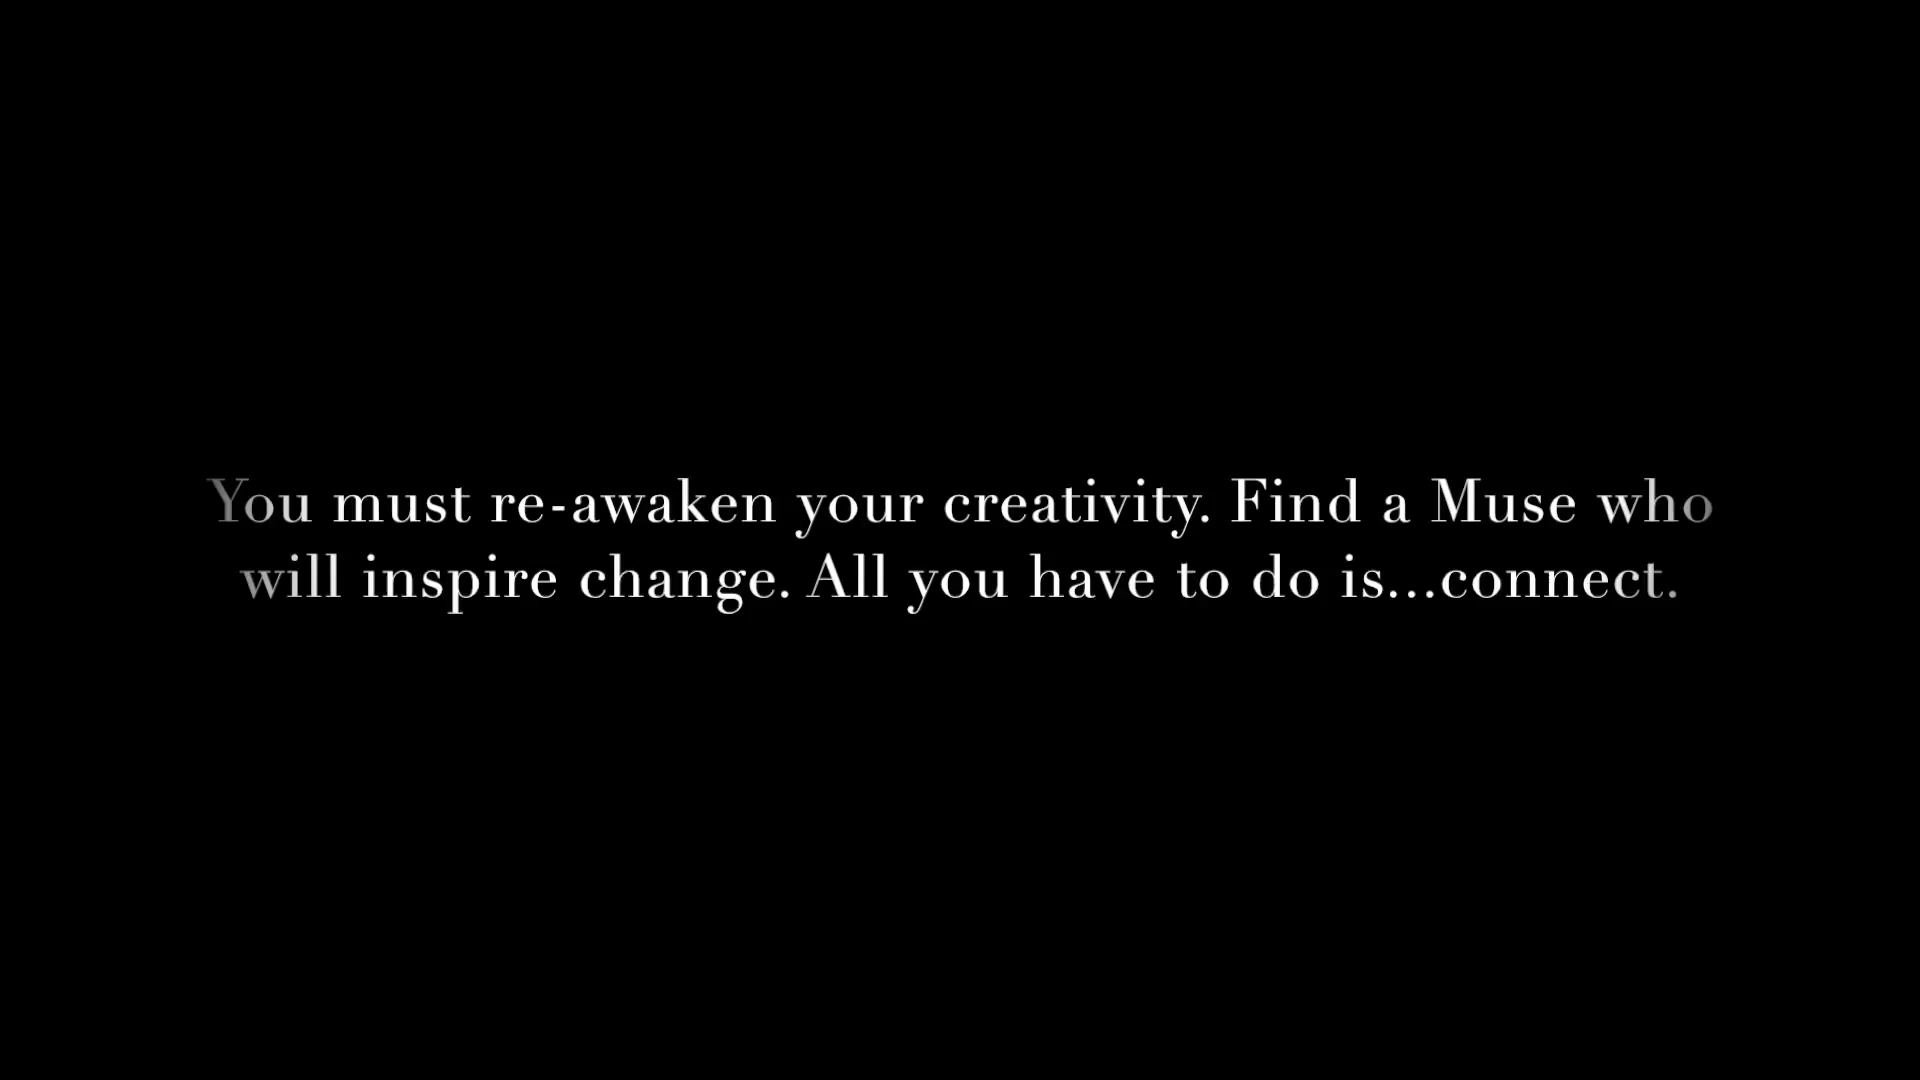 You must re-awaken your creativity. Find a Muse who
will inspire change. All you have to do is...connect.